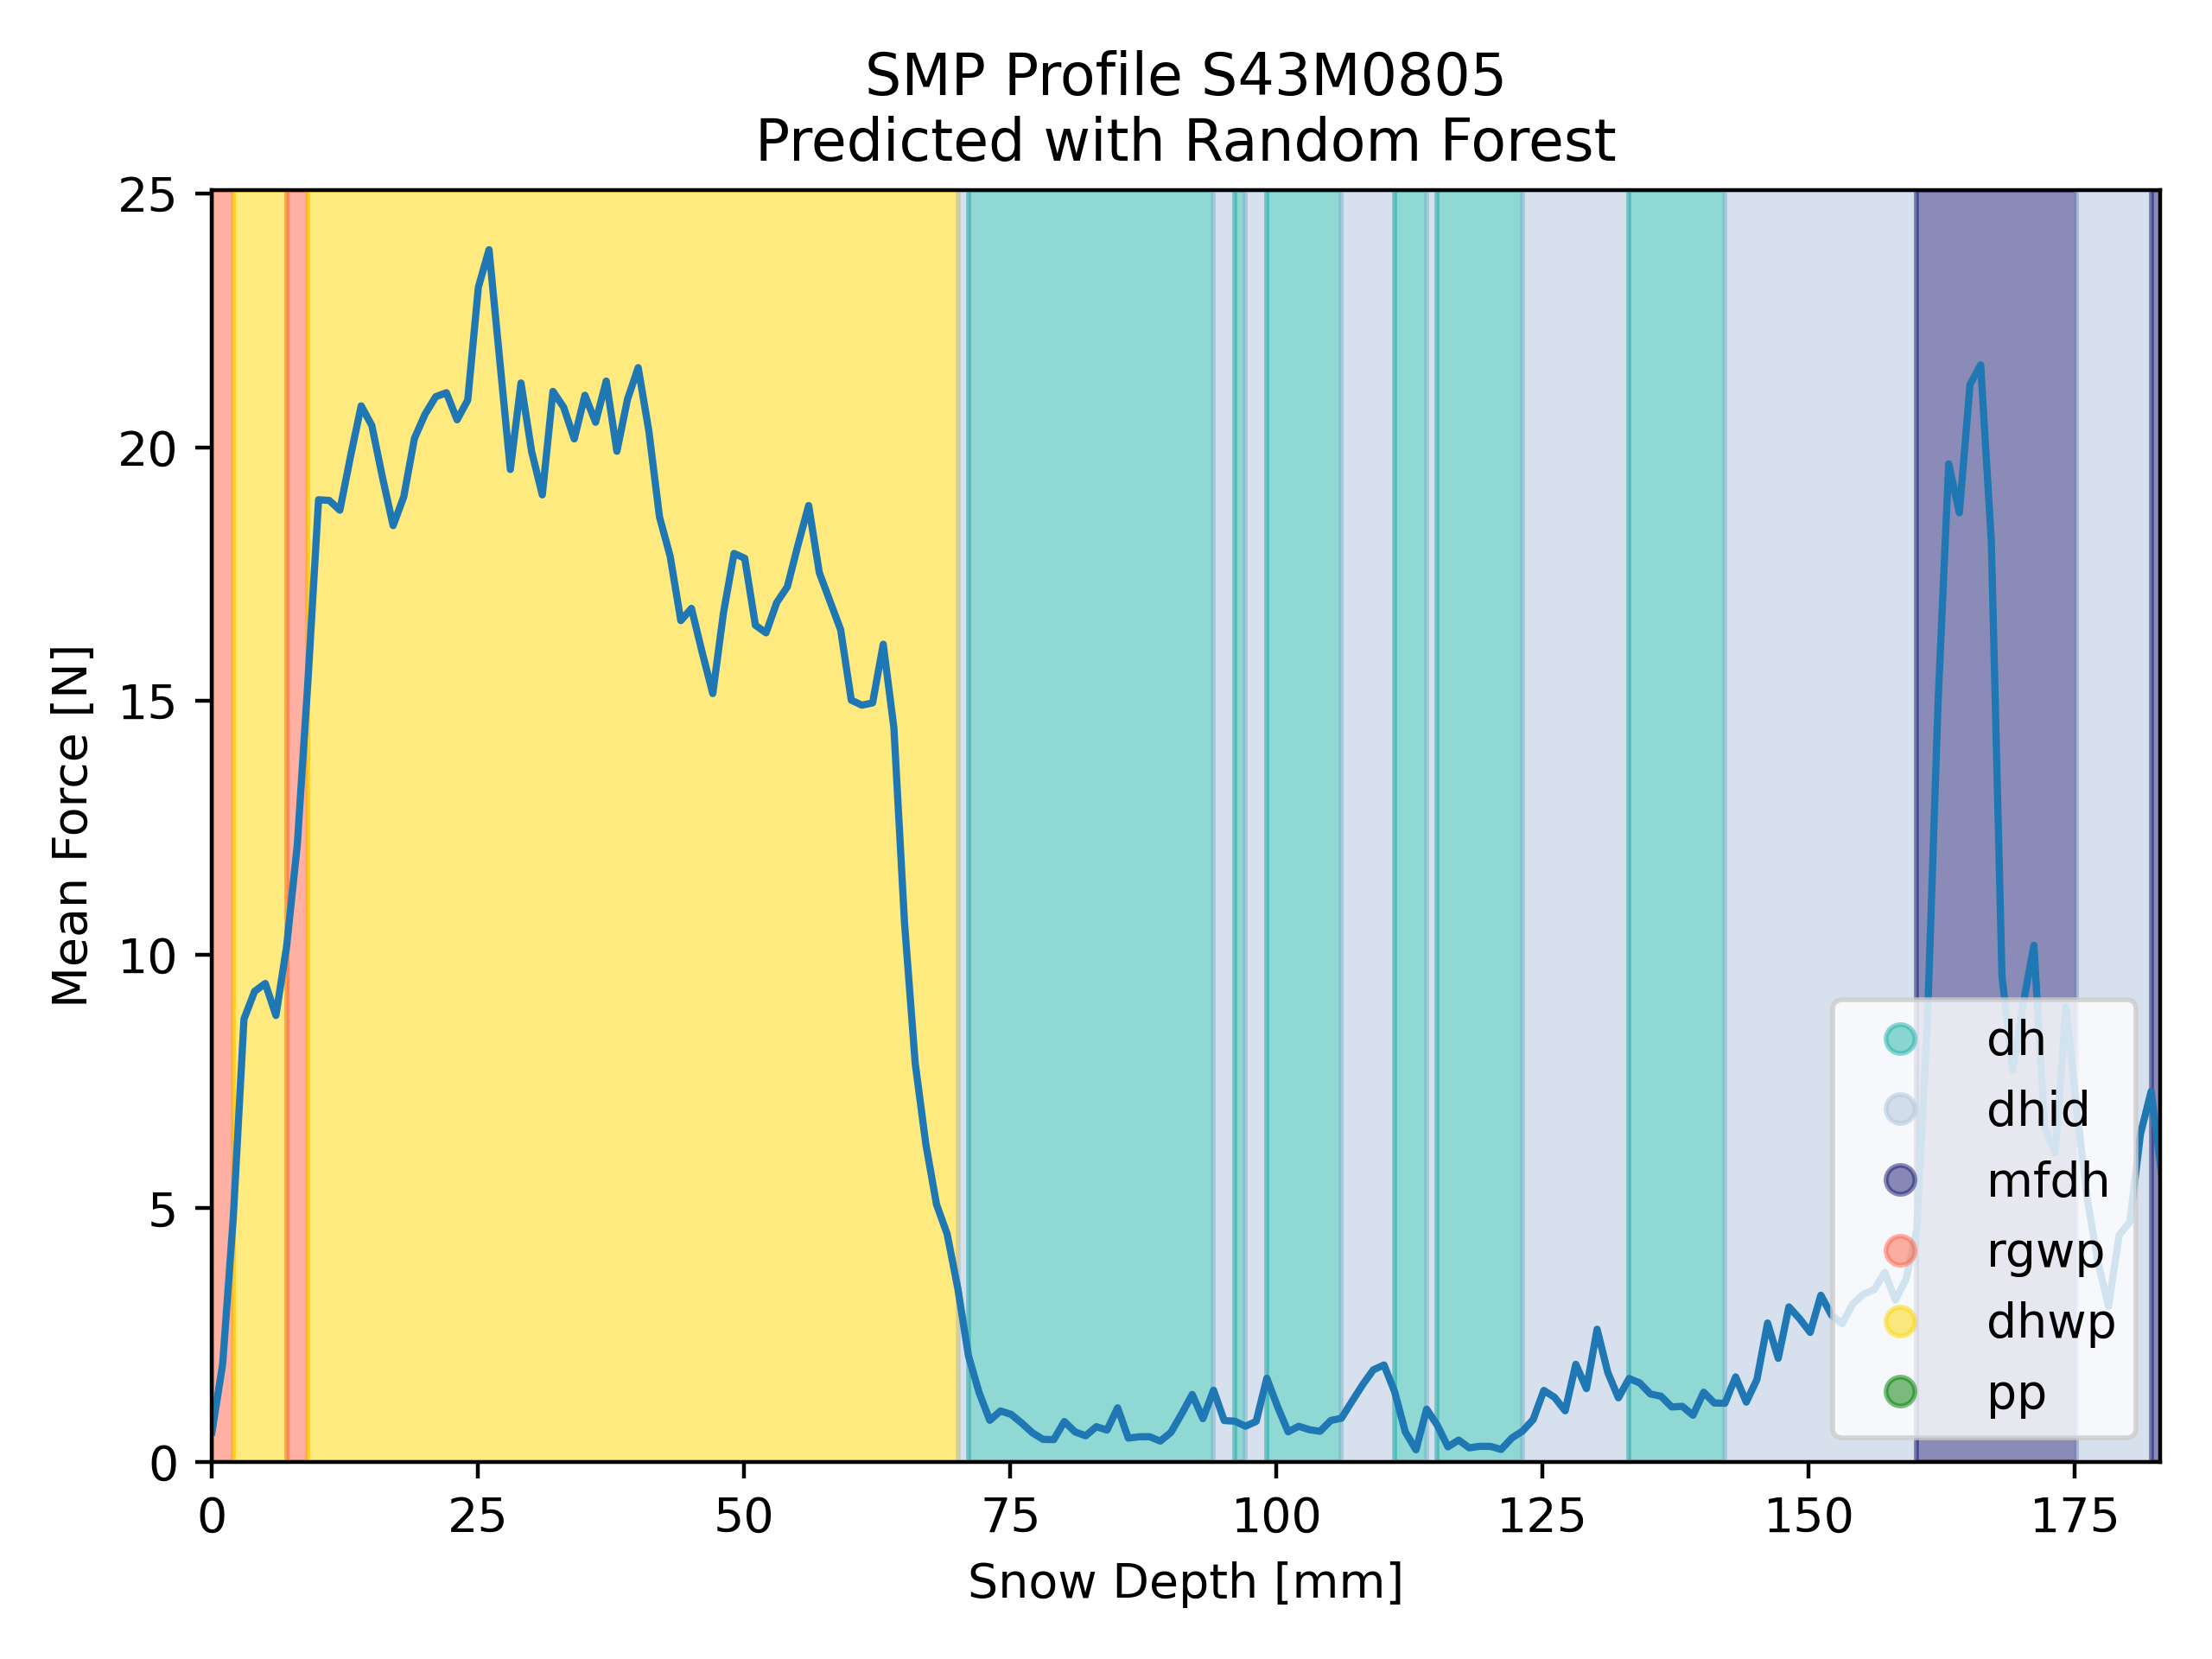 SMP Profile S43M0805
Predicted with Random Forest
25
20
15
10
5
0
Mean Force [N]
0 25 50 75 100 125 150 175
Snow Depth [mm]
dh
dhid
mfdh
rgwp
dhwp
pp